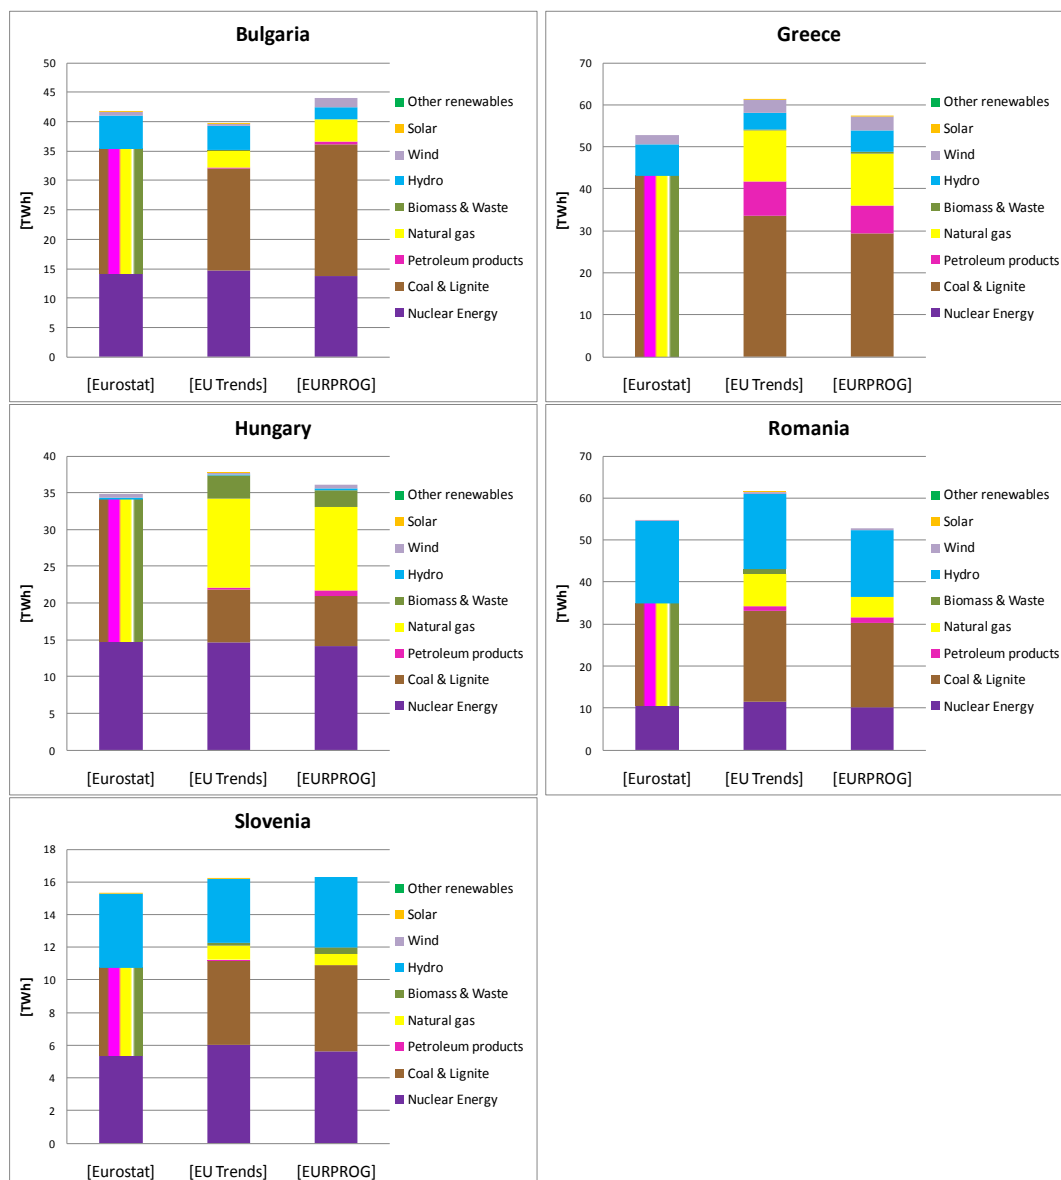 Bulgaria
50
45
40
35
30
25
20
15
10
5
0
[TWh]
[Eurostat] [EU Trends] [EURPROG]
Other renewables
Solar
Wind
Hydro
Biomass & Waste
Natural gas
Petroleum products
Coal & Lignite
Nuclear Energy
Greece
70
60
50
40
30
20
10
0
[TWh]
[Eurostat] [EU Trends] [EURPROG]
Other renewables
Solar
Wind
Hydro
Biomass & Waste
Natural gas
Petroleum products
Coal & Lignite
Nuclear Energy
Hungary
40
35
30
25
20
15
10
5
0
[TWh]
[Eurostat] [EU Trends] [EURPROG]
Other renewables
Solar
Wind
Hydro
Biomass & Waste
Natural gas
Petroleum products
Coal & Lignite
Nuclear Energy
Romania
70
60
50
40
30
20
10
0
[TWh]
[Eurostat] [EU Trends] [EURPROG]
Other renewables
Solar
Wind
Hydro
Biomass & Waste
Natural gas
Petroleum products
Coal & Lignite
Nuclear Energy
Slovenia
18
16
14
12
10
8
6
4
2
0
[TWh]
[Eurostat] [EU Trends] [EURPROG]
Other renewables
Solar
Wind
Hydro
Biomass & Waste
Natural gas
Petroleum products
Coal & Lignite
Nuclear Energy